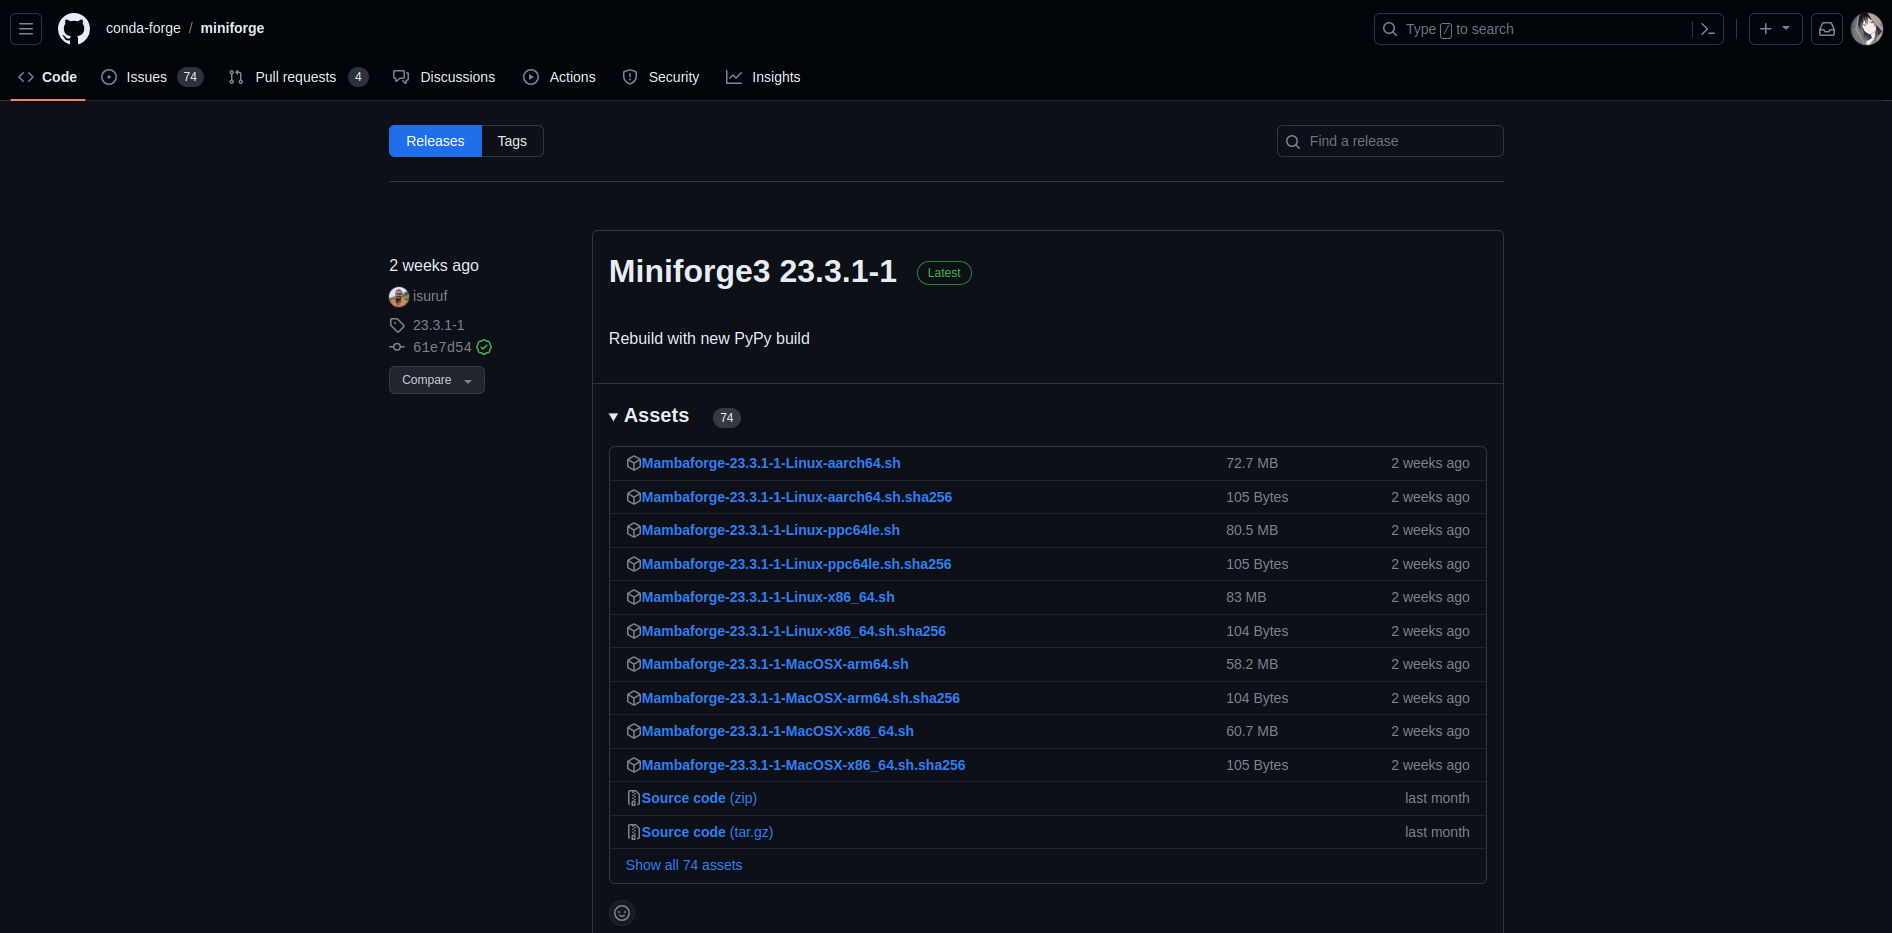 conda-forge / miniforge
Type / to search
Code Issues 74 Pull requests 4 Discussions Actions Security Insights
Releases Tags
Find a release
2 weeks ago
isuruf
23.3.1-1
61e7d54
Compare
Miniforge3 23.3.1-1 Latest
Rebuild with new PyPy build
Assets 74
Mambaforge-23.3.1-1-Linux-aarch64.sh 72.7 MB 2 weeks ago
Mambaforge-23.3.1-1-Linux-aarch64.sh.sha256 105 Bytes 2 weeks ago
Mambaforge-23.3.1-1-Linux-ppc64le.sh 80.5 MB 2 weeks ago
Mambaforge-23.3.1-1-Linux-ppc64le.sh.sha256 105 Bytes 2 weeks ago
Mambaforge-23.3.1-1-Linux-x86_64.sh 83 MB 2 weeks ago
Mambaforge-23.3.1-1-Linux-x86_64.sh.sha256 104 Bytes 2 weeks ago
Mambaforge-23.3.1-1-MacOSX-arm64.sh 58.2 MB 2 weeks ago
Mambaforge-23.3.1-1-MacOSX-arm64.sh.sha256 104 Bytes 2 weeks ago
Mambaforge-23.3.1-1-MacOSX-x86_64.sh 60.7 MB 2 weeks ago
Mambaforge-23.3.1-1-MacOSX-x86_64.sh.sha256 105 Bytes 2 weeks ago
Source code (zip) last month
Source code (tar.gz) last month
Show all 74 assets